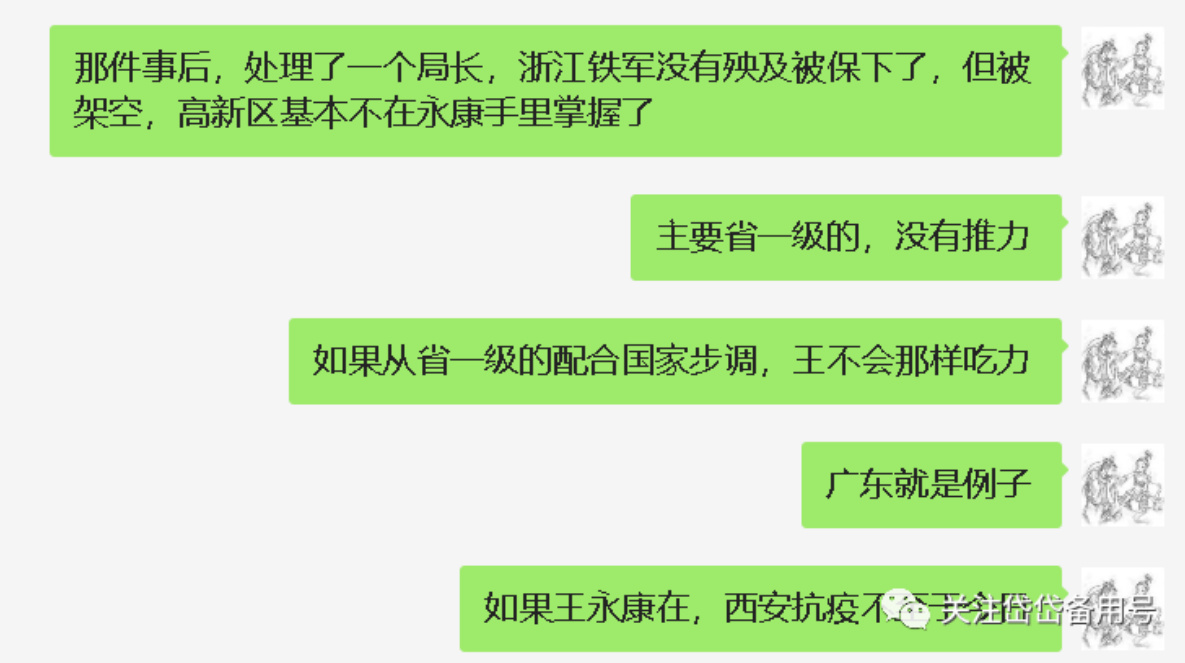 那件事后，处理了一个局长，浙江铁军没有殃及被保下了，但被
架空，高新区基本不在永康手里掌握了
主要省一级的，没有推力
如果从省一级的配合国家步调，王不会那样吃力
广东就是例子
如果王永康在，西安抗疫不
关注岱岱备用号